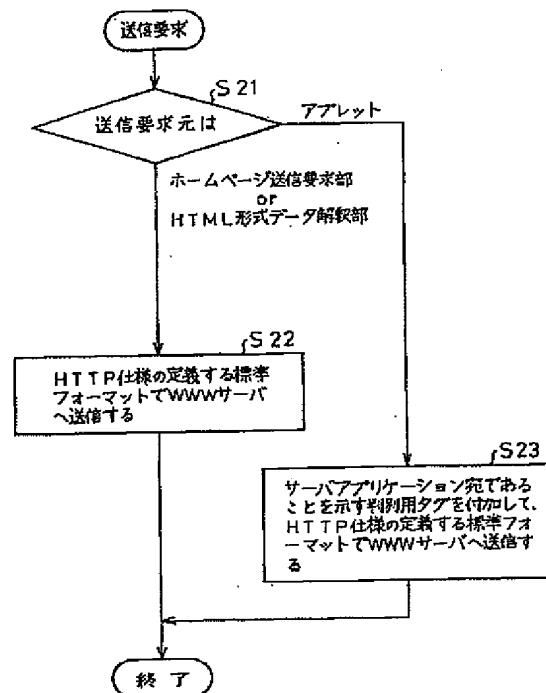 送信要求
S21
送信要求元は
アプレット
ホームページ送信要求部
or
HTML形式データ解釈部
S22
HTTP仕様の定義する標準
フォーマットでWWWサーバ
へ送信する
S23
サーバアプリケーション宛である
ことを示す判別用タグを付加して、
HTTP仕様の定義する標準フォ
ーマットでWWWサーバへ送信す
る
終了